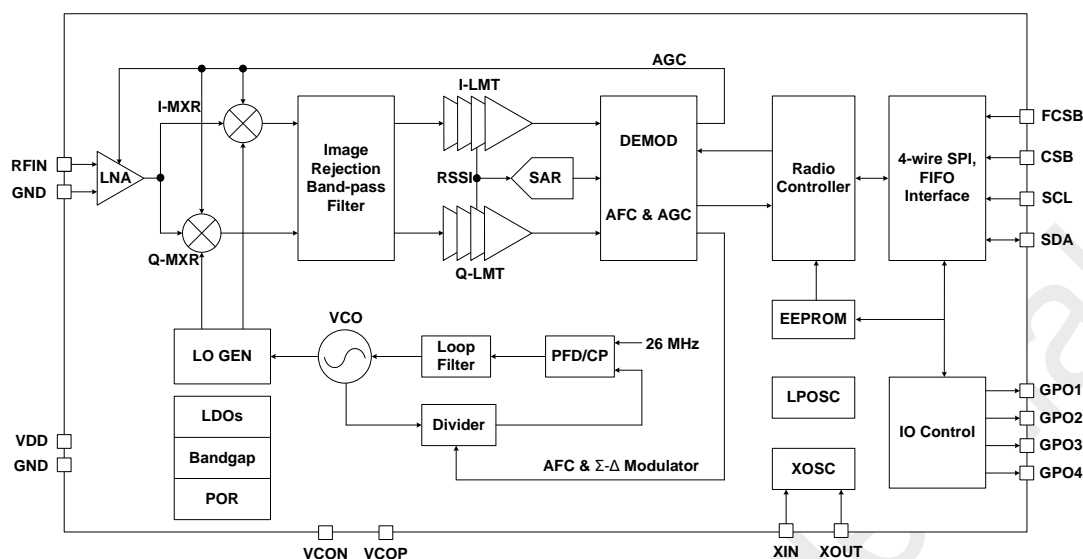 AGC
I-LMT
I-MXR
FCSB
DEMOD
RFIN
LNA
Image
Rejection
Band-pass
Filter
RSSI
SAR
Radio
Controller
4-wire SPI,
FIFO
Interface
CSB
GND
SCL
AFC & AGC
SDA
Q-MXR
Q-LMT
VCO
EEPROM
LO GEN
Loop
Filter
PFD/CP
26 MHz
LPOSC
GPO1
LDOs
Divider
IO Control
GPO2
VDD
GPO3
Bandgap
GND
AFC & Σ-Δ Modulator
XOSC
GPO4
POR
VCON
VCOP
XIN
XOUT